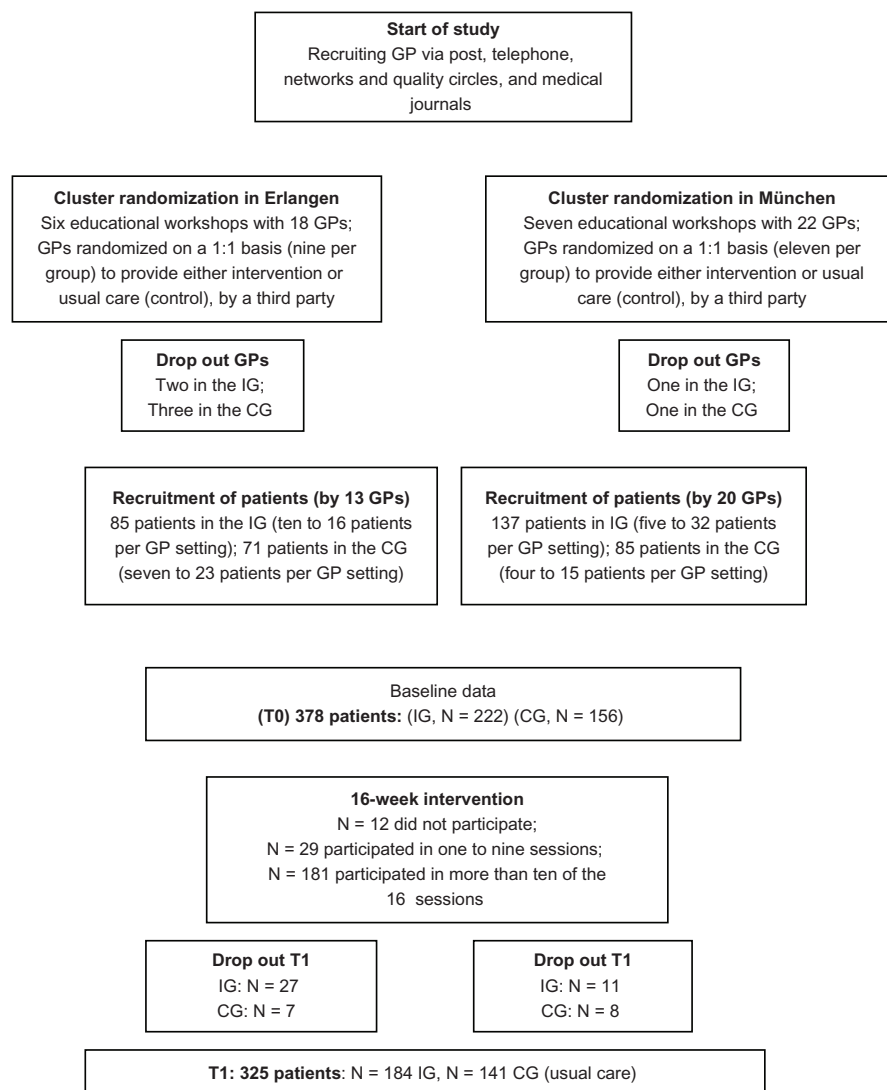 Start of study
Recruiting GP via post, telephone,
networks and quality circles, and medical
journals
Cluster randomization in Erlangen
Six educational workshops with 18 GPs;
GPs randomized on a 1:1 basis (nine per
group) to provide either intervention or
usual care (control), by a third party
Cluster randomization in München
Seven educational workshops with 22 GPs;
GPs randomized on a 1:1 basis (eleven per
group) to provide either intervention or usual
care (control), by a third party
Drop out GPs
Two in the IG;
Three in the CG
Drop out GPs
One in the IG;
One in the CG
Recruitment of patients (by 13 GPs)
85 patients in the IG (ten to 16 patients
per GP setting); 71 patients in the CG
(seven to 23 patients per GP setting)
Recruitment of patients (by 20 GPs)
137 patients in IG (five to 32 patients
per GP setting); 85 patients in the CG
(four to 15 patients per GP setting)
Baseline data
(T0) 378 patients: (IG, N = 222) (CG, N = 156)
16-week intervention
N = 12 did not participate;
N = 29 participated in one to nine sessions;
N = 181 participated in more than ten of the
16 sessions
Drop out T1
IG: N = 27
CG: N = 7
Drop out T1
IG: N = 11
CG: N = 8
T1: 325 patients: N = 184 IG, N = 141 CG (usual care)